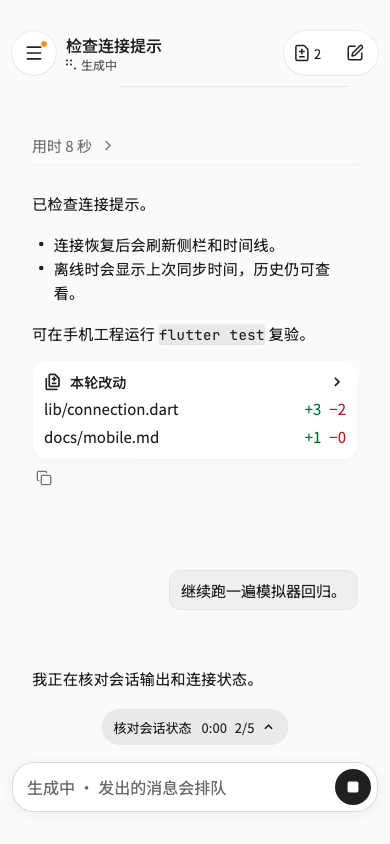 检查连接提示
生成中
2
用时 8 秒
已检查连接提示。
• 连接恢复后会刷新侧栏和时间线。
• 离线时会显示上次同步时间，历史仍可查
看。
可在手机工程运行 flutter test 复验。
本轮改动
lib/connection.dart +3 −2
docs/mobile.md +1 −0
继续跑一遍模拟器回归。
我正在核对会话输出和连接状态。
核对会话状态 0:00 2/5
生成中 · 发出的消息会排队